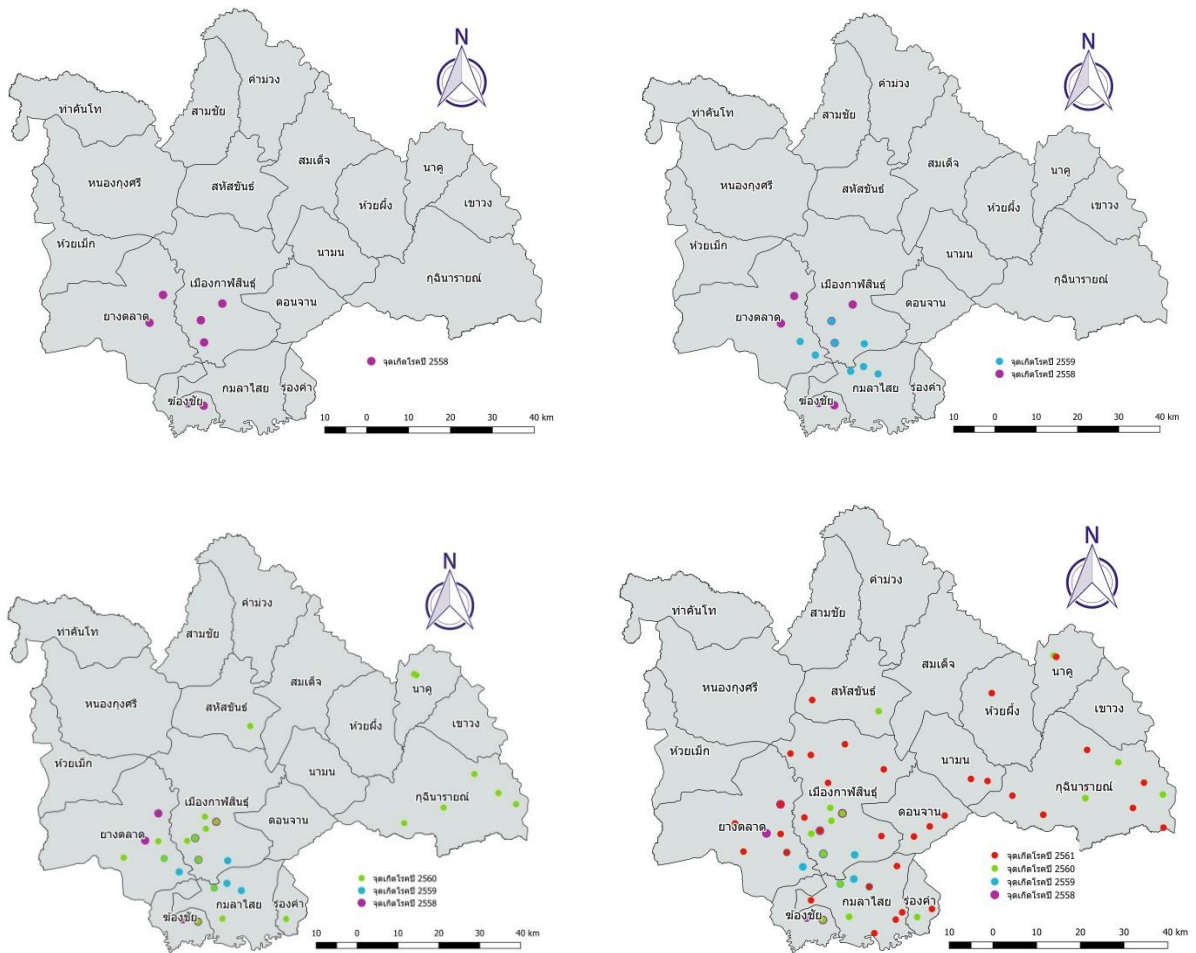 N
คำม่วง
ท่าคันโท
สามชัย
สมเด็จ
นาคู
หนองกุงศรี
สหัสขันธ์
ห้วยผึ้ง
เขาวง
ห้วยเม็ก
นามน
กุฉินารายณ์
เมืองกาฬสินธุ์
ดอนจาน
ยางตลาด
จุดเกิดโรคปี 2558
กมลาไสย
ร่องคำ
ฆ้องชัย
10 0 10 20 30 40 km
N
คำม่วง
ท่าคันโท
สามชัย
สมเด็จ
นาคู
หนองกุงศรี
สหัสขันธ์
ห้วยผึ้ง
เขาวง
ห้วยเม็ก
นามน
กุฉินารายณ์
เมืองกาฬสินธุ์
ดอนจาน
ยางตลาด
จุดเกิดโรคปี 2559
จุดเกิดโรคปี 2558
กมลาไสย
ร่องคำ
ฆ้องชัย
10 0 10 20 30 40 km
N
คำม่วง
ท่าคันโท
สามชัย
สมเด็จ
นาคู
หนองกุงศรี
สหัสขันธ์
ห้วยผึ้ง
เขาวง
ห้วยเม็ก
นามน
กุฉินารายณ์
เมืองกาฬสินธุ์
ดอนจาน
ยางตลาด
จุดเกิดโรคปี 2560
จุดเกิดโรคปี 2559
จุดเกิดโรคปี 2558
กมลาไสย
ร่องคำ
ฆ้องชัย
10 0 10 20 30 40 km
N
คำม่วง
ท่าคันโท
สามชัย
สมเด็จ
นาคู
หนองกุงศรี
สหัสขันธ์
ห้วยผึ้ง
เขาวง
ห้วยเม็ก
นามน
กุฉินารายณ์
เมืองกาฬสินธุ์
ดอนจาน
ยางตลาด
จุดเกิดโรคปี 2561
จุดเกิดโรคปี 2560
จุดเกิดโรคปี 2559
จุดเกิดโรคปี 2558
กมลาไสย
ร่องคำ
ฆ้องชัย
10 0 10 20 30 40 km